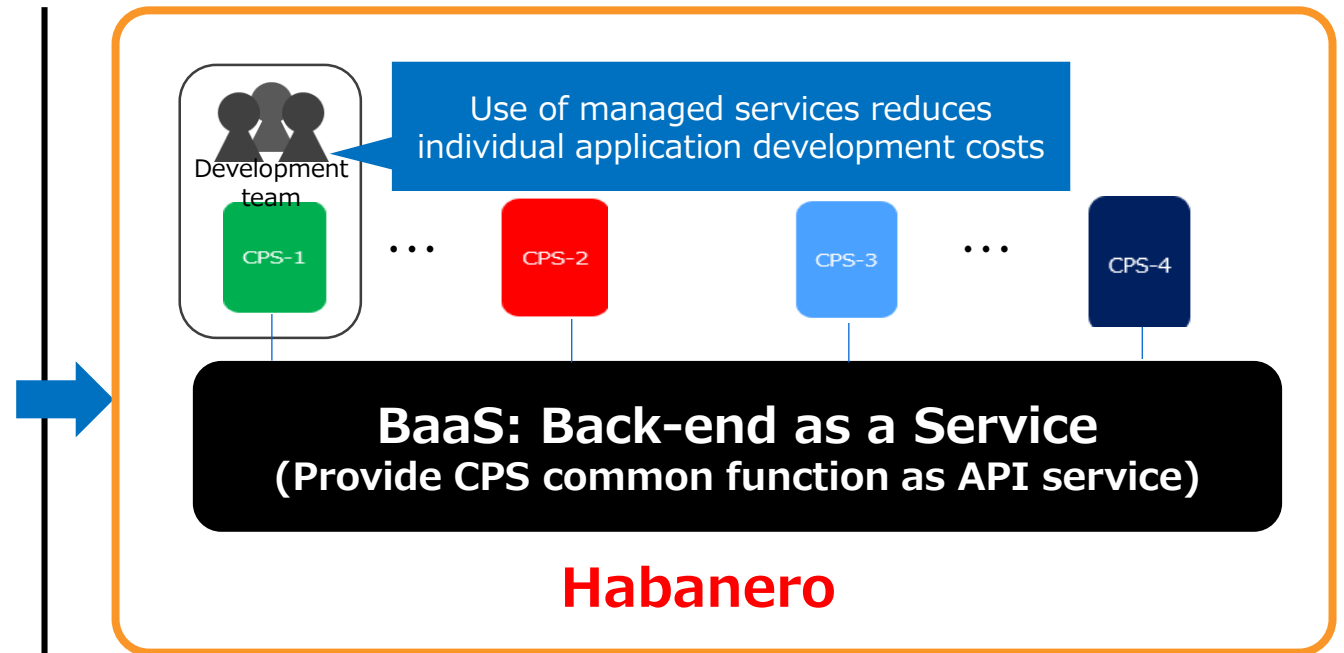 Use of managed services reduces
individual application development costs
Development
team
CPS-1
...
CPS-2
CPS-3
...
CPS-4
BaaS: Back-end as a Service
(Provide CPS common function as API service)
Habanero